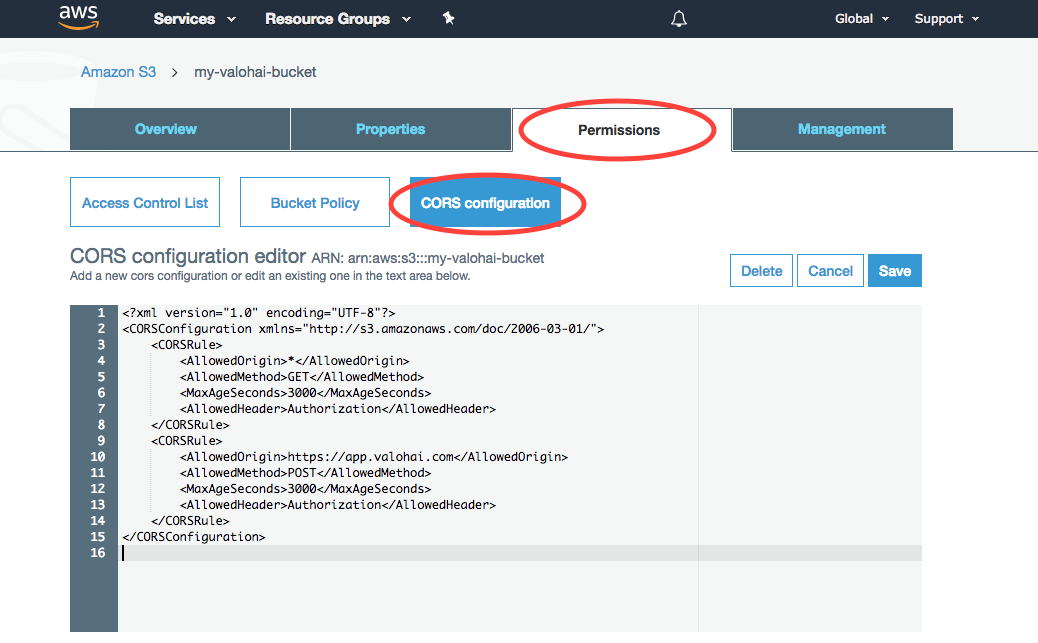 aws Services Resource Groups Global Support
Amazon S3 > my-valohai-bucket
Overview Properties Permissions Management
Access Control List Bucket Policy CORS configuration
CORS configuration editor ARN: arn:aws:s3:::my-valohai-bucket
Add a new cors configuration or edit an existing one in the text area below.
Delete Cancel Save
1 <?xml version="1.0" encoding="UTF-8"?>
2 <CORSConfiguration xmlns="http://s3.amazonaws.com/doc/2006-03-01/">
3 <CORSRule>
4 <AllowedOrigin>*</AllowedOrigin>
5 <AllowedMethod>GET</AllowedMethod>
6 <MaxAgeSeconds>3000</MaxAgeSeconds>
7 <AllowedHeader>Authorization</AllowedHeader>
8 </CORSRule>
9 <CORSRule>
10 <AllowedOrigin>https://app.valohai.com</AllowedOrigin>
11 <AllowedMethod>POST</AllowedMethod>
12 <MaxAgeSeconds>3000</MaxAgeSeconds>
13 <AllowedHeader>Authorization</AllowedHeader>
14 </CORSRule>
15 </CORSConfiguration>
16